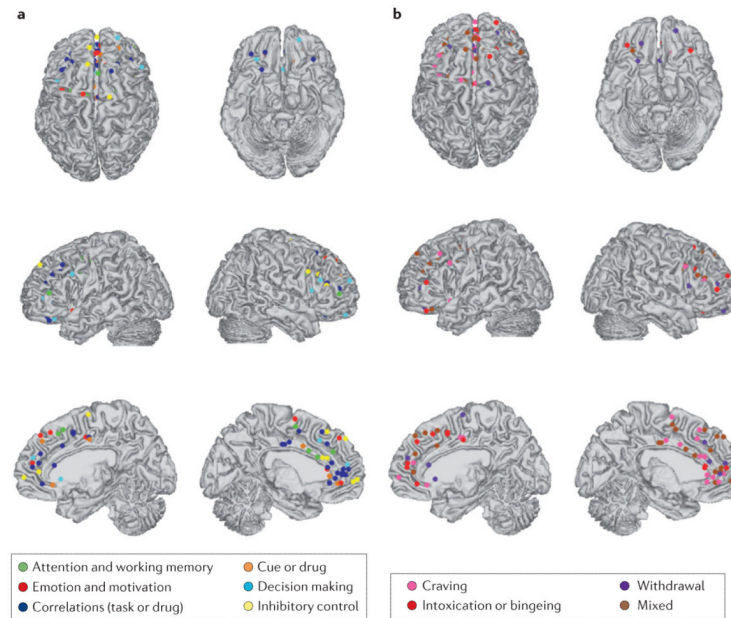 a
b
Attention and working memory
Cue or drug
Emotion and motivation
Decision making
Correlations (task or drug)
Inhibitory control
Craving
Withdrawal
Intoxication or bingeing
Mixed